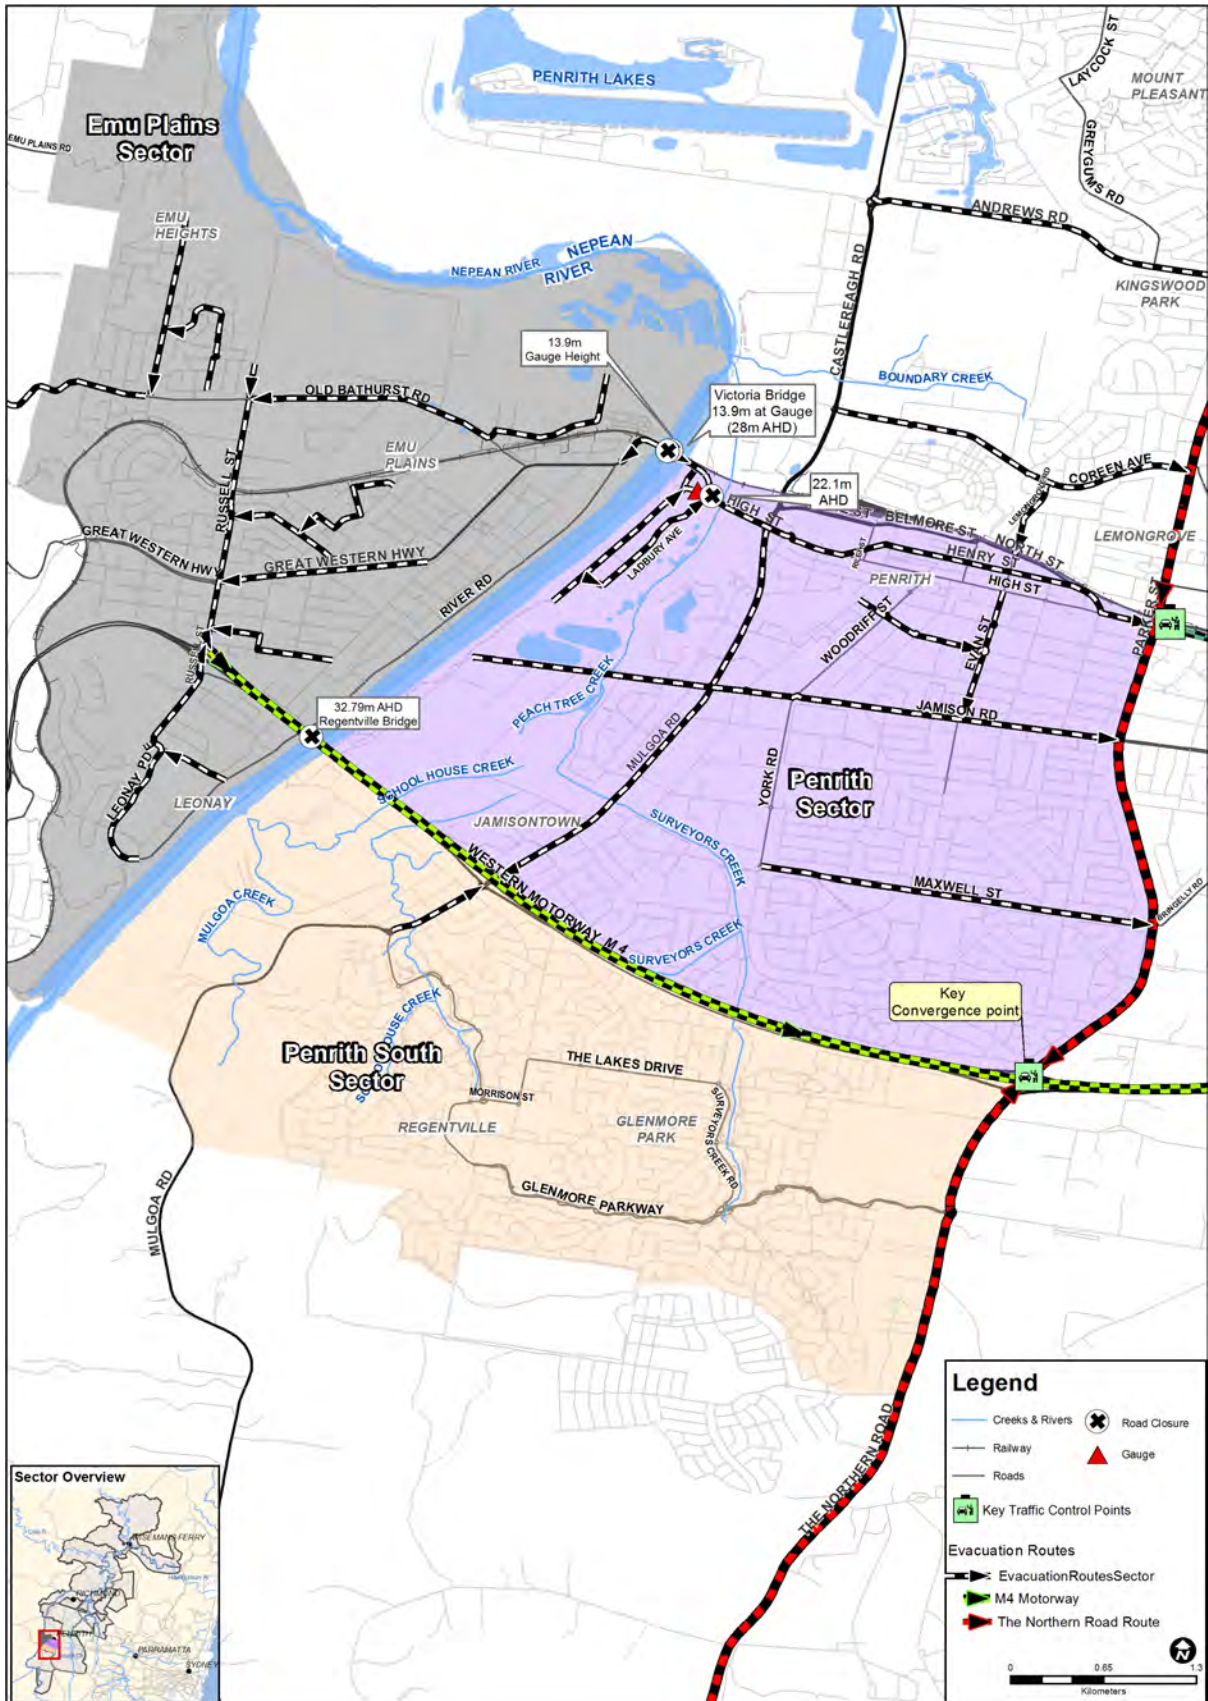 PENRITH LAKES
LAYCOCK ST
MOUNT
PLEASANT
Emu Plains
Sector
EMU PLAINS RD
GREYGUMS RD
EMU
HEIGHTS
ANDREWS RD
NEPEAN RIVER
NEPEAN
RIVER
CASTLEREAGH RD
KINGSWOOD
PARK
13.9m
Gauge Height
BOUNDARY CREEK
Victoria Bridge
13.9m at Gauge
(28m AHD)
OLD BATHURST RD
EMU
PLAINS
RUSSELL ST
COREEN AVE
LEMONGROVE RD
22.1m
AHD
HIGH ST
BELMORE ST
NORTH ST
LEMONGROVE
GREAT WESTERN HWY
GREAT WESTERN HWY
LADBURY AVE
HENRY ST
RILEY ST
PENRITH
HIGH ST
RIVER RD
WOODRIFF ST
EVAN ST
PARKER ST
RUSSELL ST
PEACH TREE CREEK
JAMISON RD
32.79m AHD
Regentville Bridge
MULGOA RD
YORK RD
LEONAY PDE
SCHOOL HOUSE CREEK
LEONAY
JAMISONTOWN
Penrith
Sector
SURVEYORS CREEK
WESTERN MOTORWAY M4
MAXWELL ST
BRINGELLY RD
MULGOA CREEK
SURVEYORS CREEK
Key
Convergence point
Penrith South
Sector
THE LAKES DRIVE
MORRISON ST
REGENTVILLE
GLENMORE
PARK
SURVEYORS CREEK RD
GLENMORE PARKWAY
MULGOA RD
THE NORTHERN ROAD
Legend
Creeks & Rivers
Road Closure
Railway
Gauge
Roads
Key Traffic Control Points
Evacuation Routes
EvacuationRoutesSector
M4 Motorway
The Northern Road Route
N
0
0.65
1.3
Kilometers
Sector Overview
RICHMOND
PENRITH
PARRAMATTA
SYDNEY